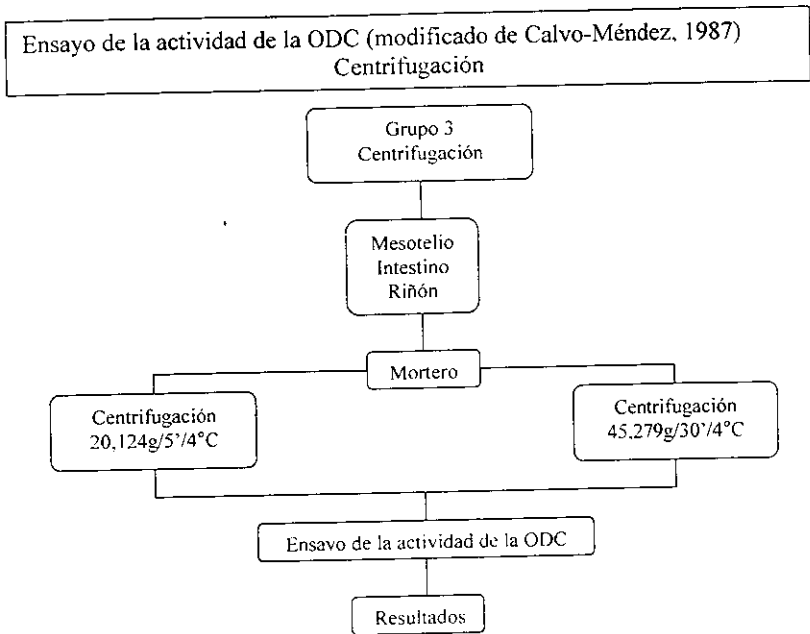 Ensayo de la actividad de la ODC (modificado de Calvo-Méndez, 1987)
Centrifugación
Grupo 3
Centrifugación
Mesotelio
Intestino
Riñón
Mortero
Centrifugación
20,124g/5'/4°C
Centrifugación
45,279g/30'/4°C
Ensayo de la actividad de la ODC
Resultados